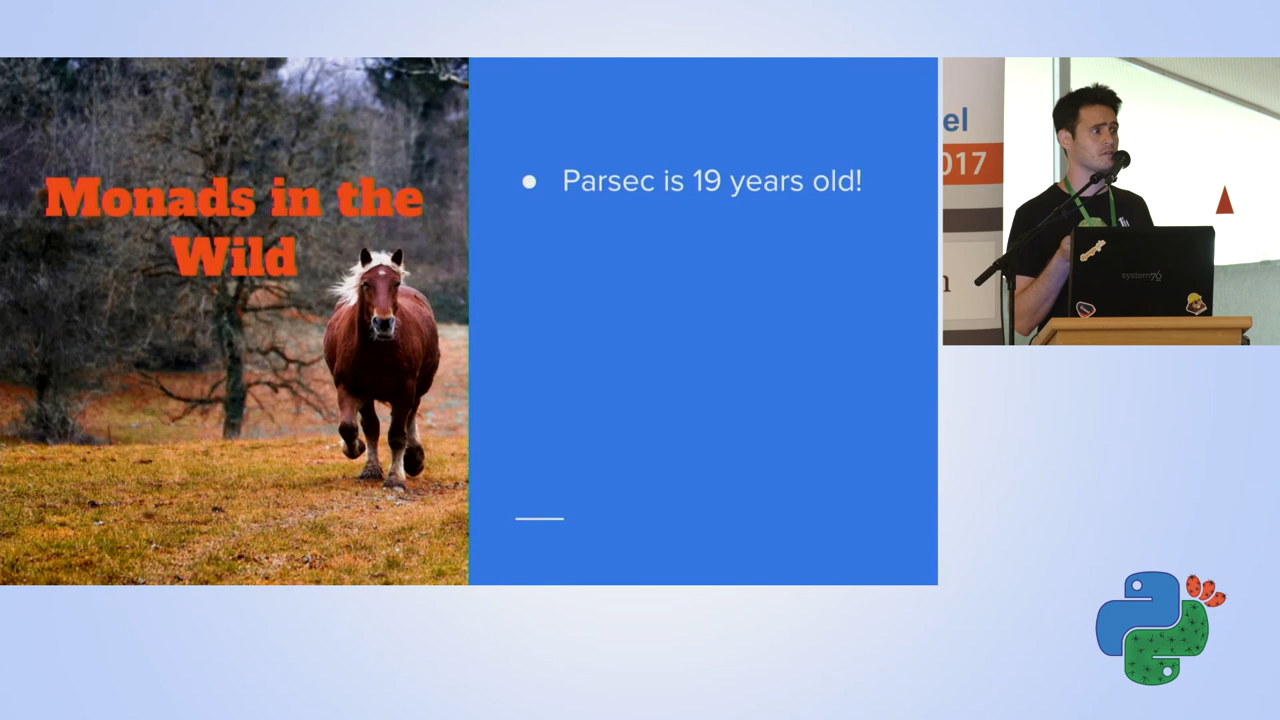 Monads in the
Wild
● Parsec is 19 years old!
el
017
system76